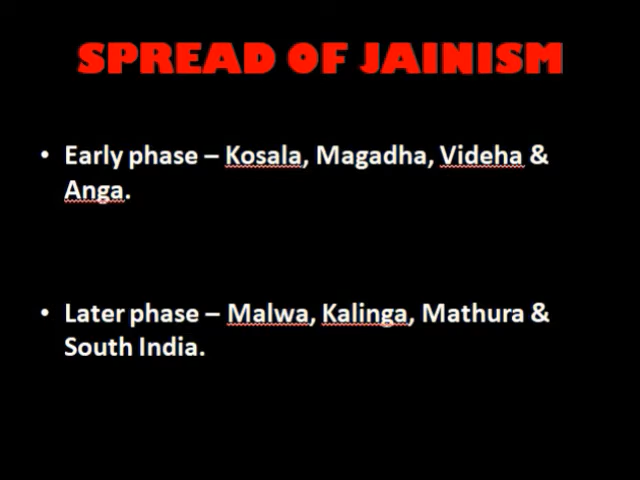 SPREAD OF JAINISM
• Early phase – Kosala, Magadha, Videha &
Anga.
• Later phase – Malwa, Kalinga, Mathura &
South India.